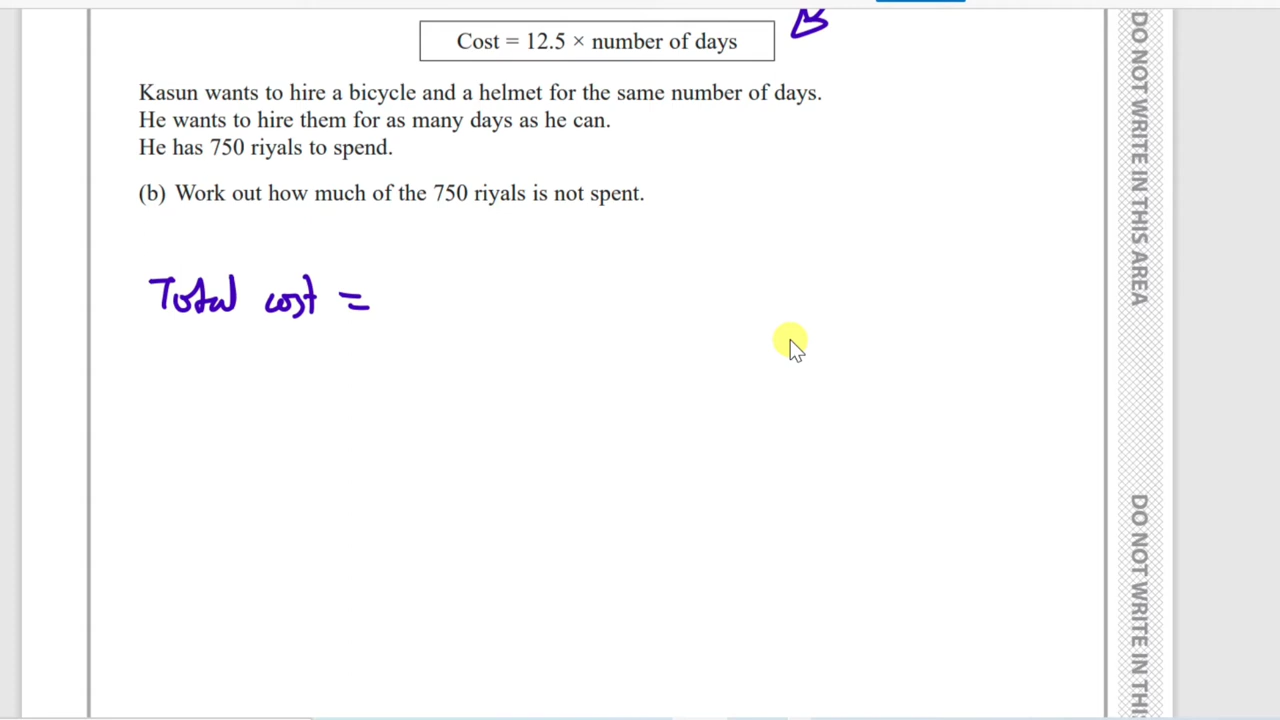 Cost = 12.5 × number of days
Kasun wants to hire a bicycle and a helmet for the same number of days.
He wants to hire them for as many days as he can.
He has 750 riyals to spend.
(b) Work out how much of the 750 riyals is not spent.
Total cost =
DO NOT WRITE IN THIS AREA
DO NOT WRITE IN THI